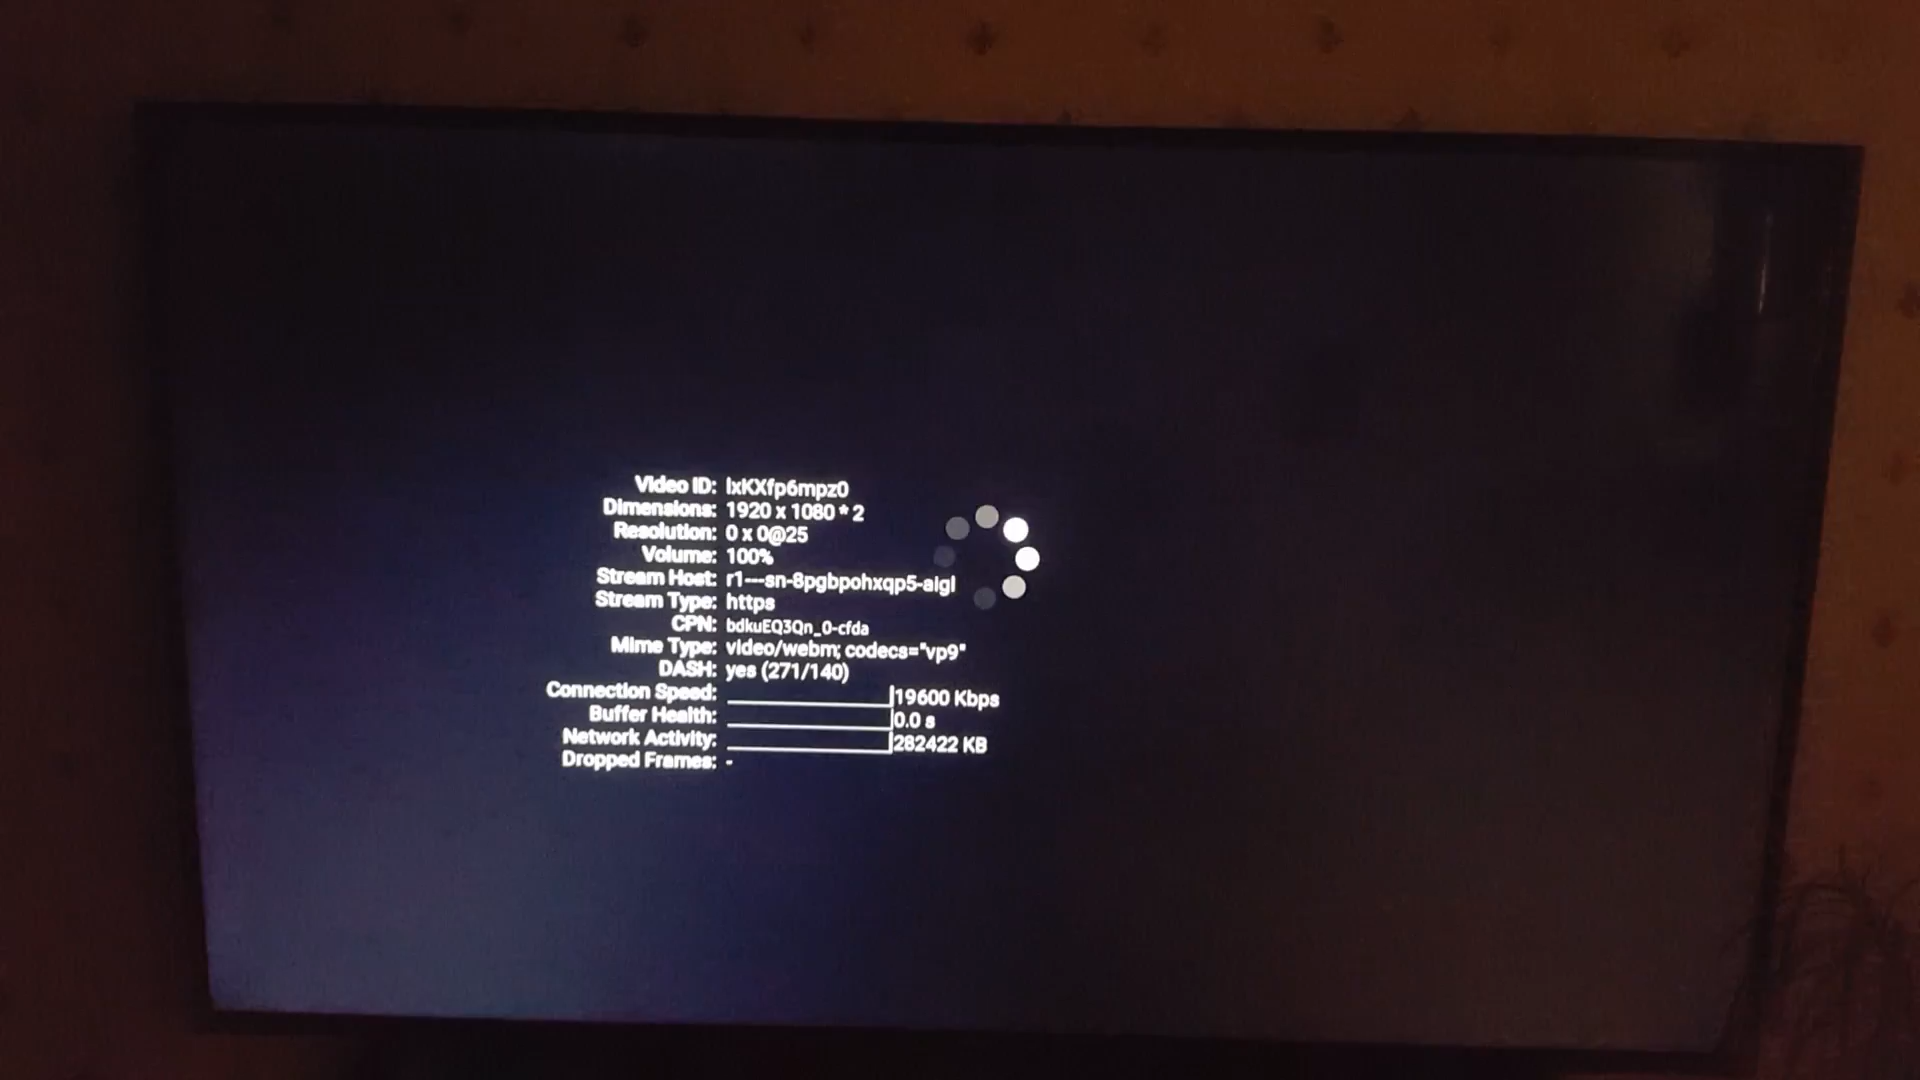 Video ID: lxKXfp6mpz0
Dimensions: 1920 x 1080 * 2
Resolution: 0 x 0@25
Volume: 100%
Stream Host: r1---sn-8pgbpohxqp5-aigl
Stream Type: https
CPN: bdkuEQ3Qn_0-cfda
Mime Type: video/webm; codecs="vp9"
DASH: yes (271/140)
Connection Speed: 19600 Kbps
Buffer Health: 0.0 s
Network Activity: 282422 KB
Dropped Frames: -